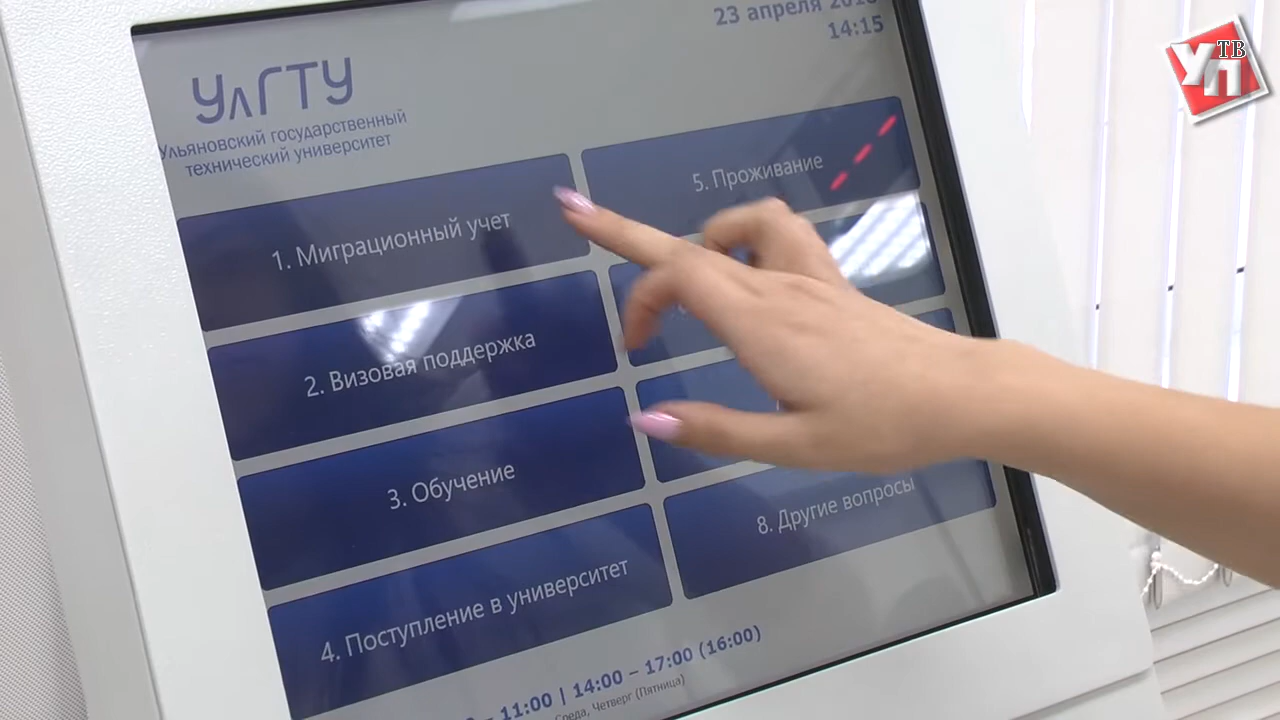 23 апреля
14:15
УлГТУ
Ульяновский государственный
технический университет
1. Миграционный учет
5. Проживание
2. Визовая поддержка
3. Обучение
4. Поступление в университет
8. Другие вопросы
– 11:00 | 14:00 – 17:00 (16:00)
Среда, Четверг (Пятница)
УП ТВ